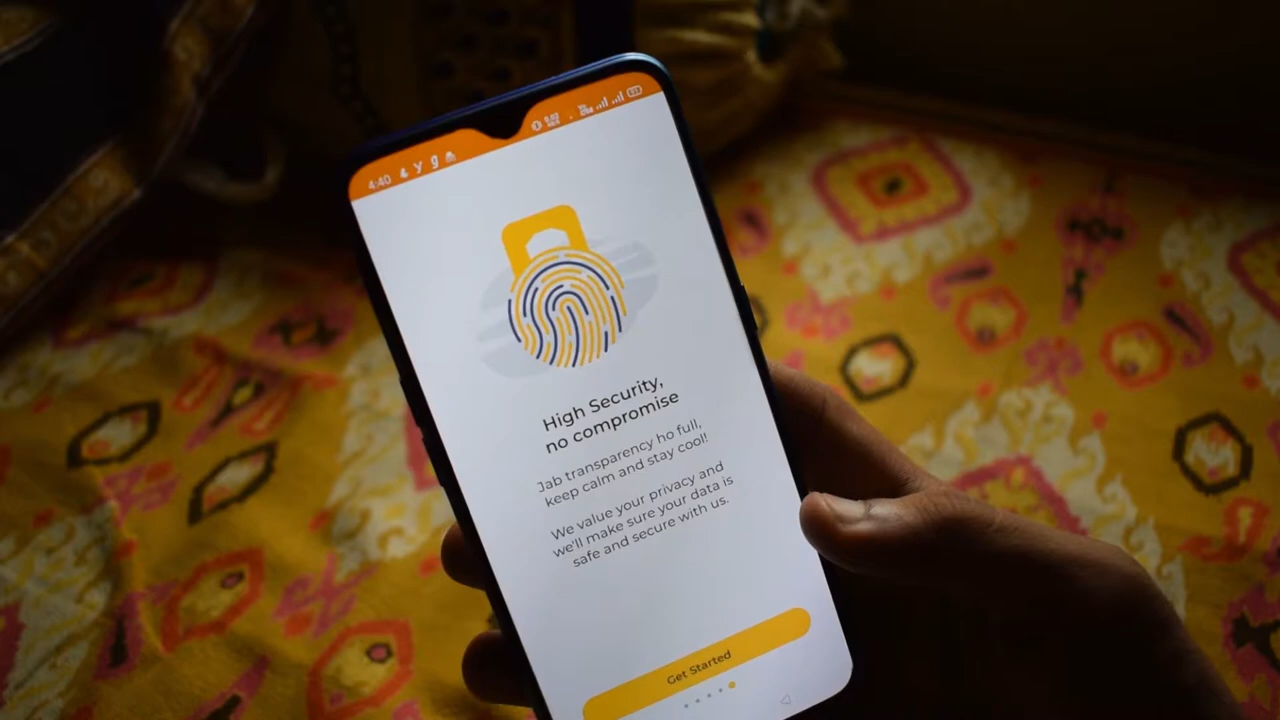 4:40
High Security,
no compromise
Jab transparency ho full,
keep calm and stay cool!
We value your privacy and
we'll make sure your data is
safe and secure with us.
Get Started